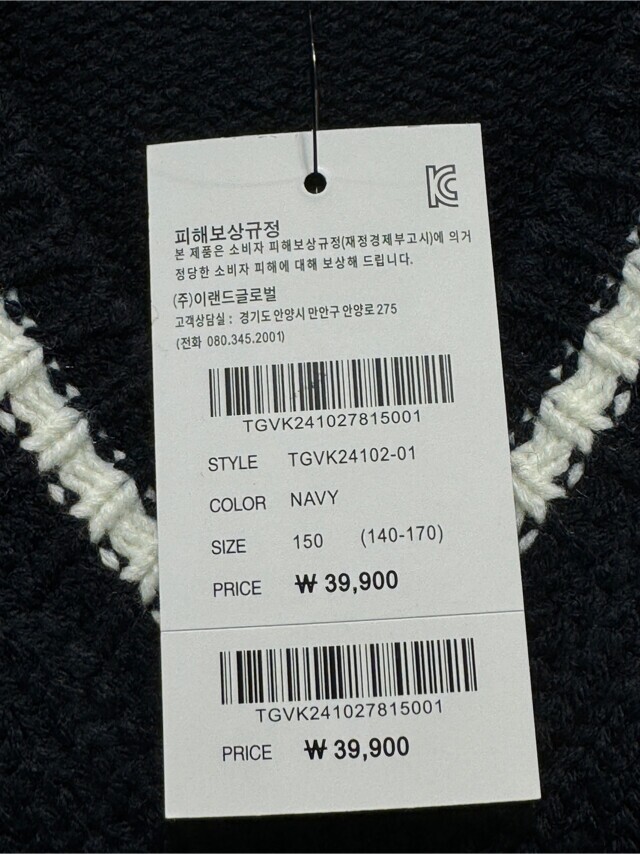 피해보상규정
본 제품은 소비자 피해보상규정(재정경제부고시)에 의거
정당한 소비자 피해에 대해 보상해 드립니다.
(주)이랜드글로벌
고객상담실 : 경기도 안양시 만안구 안양로 275
(전화 080.345.2001)
TGVK241027815001
STYLE TGVK24102-01
COLOR NAVY
SIZE 150 (140-170)
PRICE ₩ 39,900
TGVK241027815001
PRICE ₩ 39,900